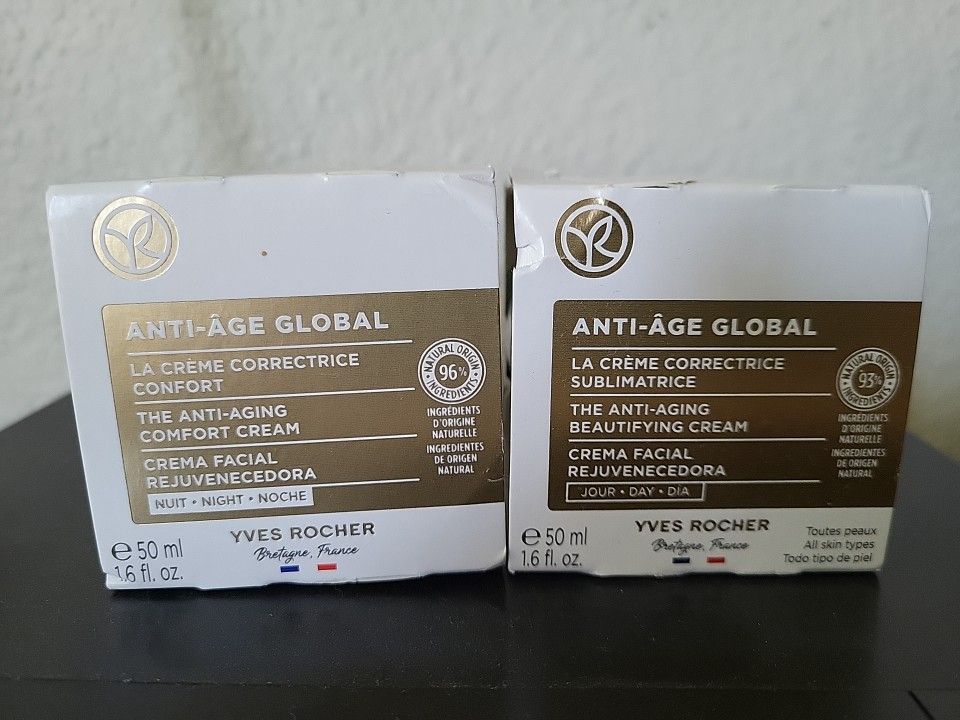 ANTI-ÂGE GLOBAL
LA CRÈME CORRECTRICE
CONFORT
THE ANTI-AGING
COMFORT CREAM
CREMA FACIAL
REJUVENECEDORA
NUIT • NIGHT • NOCHE
NATURAL ORIGIN
96%
INGREDIENTS
INGRÉDIENTS
D'ORIGINE
NATURELLE
INGREDIENTES
DE ORIGEN
NATURAL
YVES ROCHER
Bretagne, France
e 50 ml
1.6 fl. oz.
ANTI-ÂGE GLOBAL
LA CRÈME CORRECTRICE
SUBLIMATRICE
THE ANTI-AGING
BEAUTIFYING CREAM
CREMA FACIAL
REJUVENECEDORA
JOUR • DAY • DÍA
NATURAL ORIGIN
93%
INGREDIENTS
INGRÉDIENTS
D'ORIGINE
NATURELLE
INGREDIENTES
DE ORIGEN
NATURAL
YVES ROCHER
Bretagne, France
e 50 ml
1.6 fl. oz.
Toutes peaux
All skin types
Todo tipo de piel